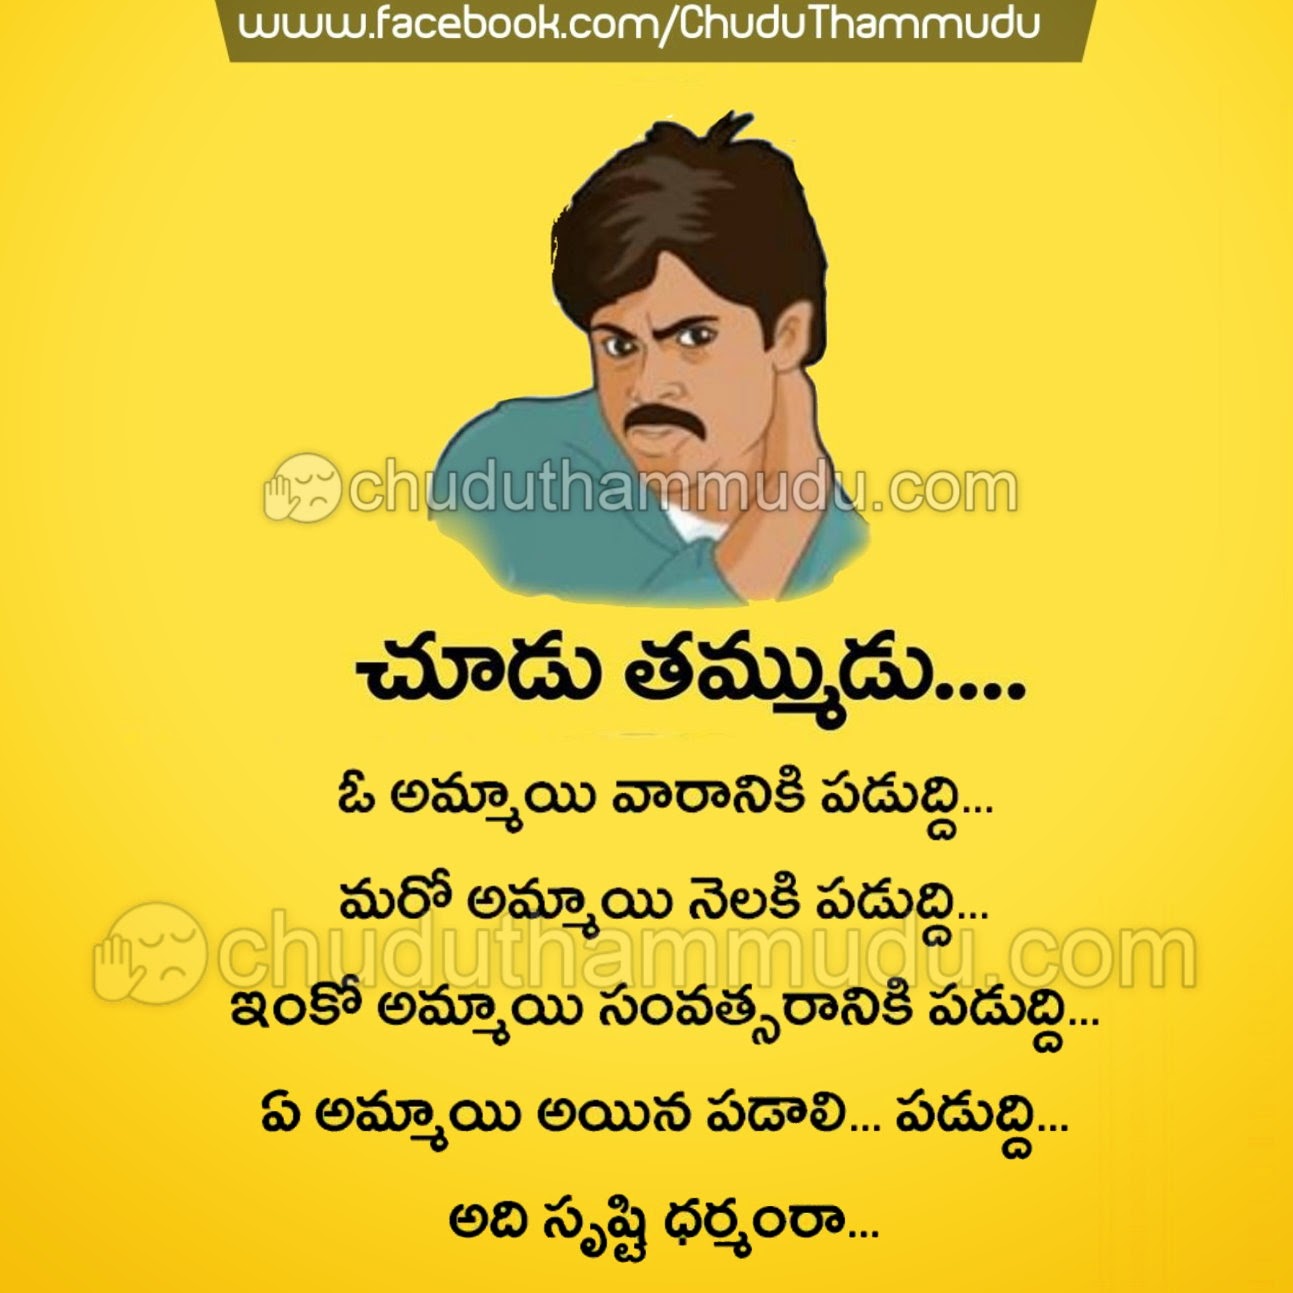 www.facebook.com/ChuduThammudu
chuduthammudu.com
చూడు తమ్ముడు....
ఓ అమ్మాయి వారానికి పడుద్ది...
మరో అమ్మాయి నెలకి పడుద్ది...
chuduthammudu.com
ఇంకో అమ్మాయి సంవత్సరానికి పడుద్ది...
ఏ అమ్మాయి అయిన పడాలి... పడుద్ది...
అది సృష్టి ధర్మంరా...